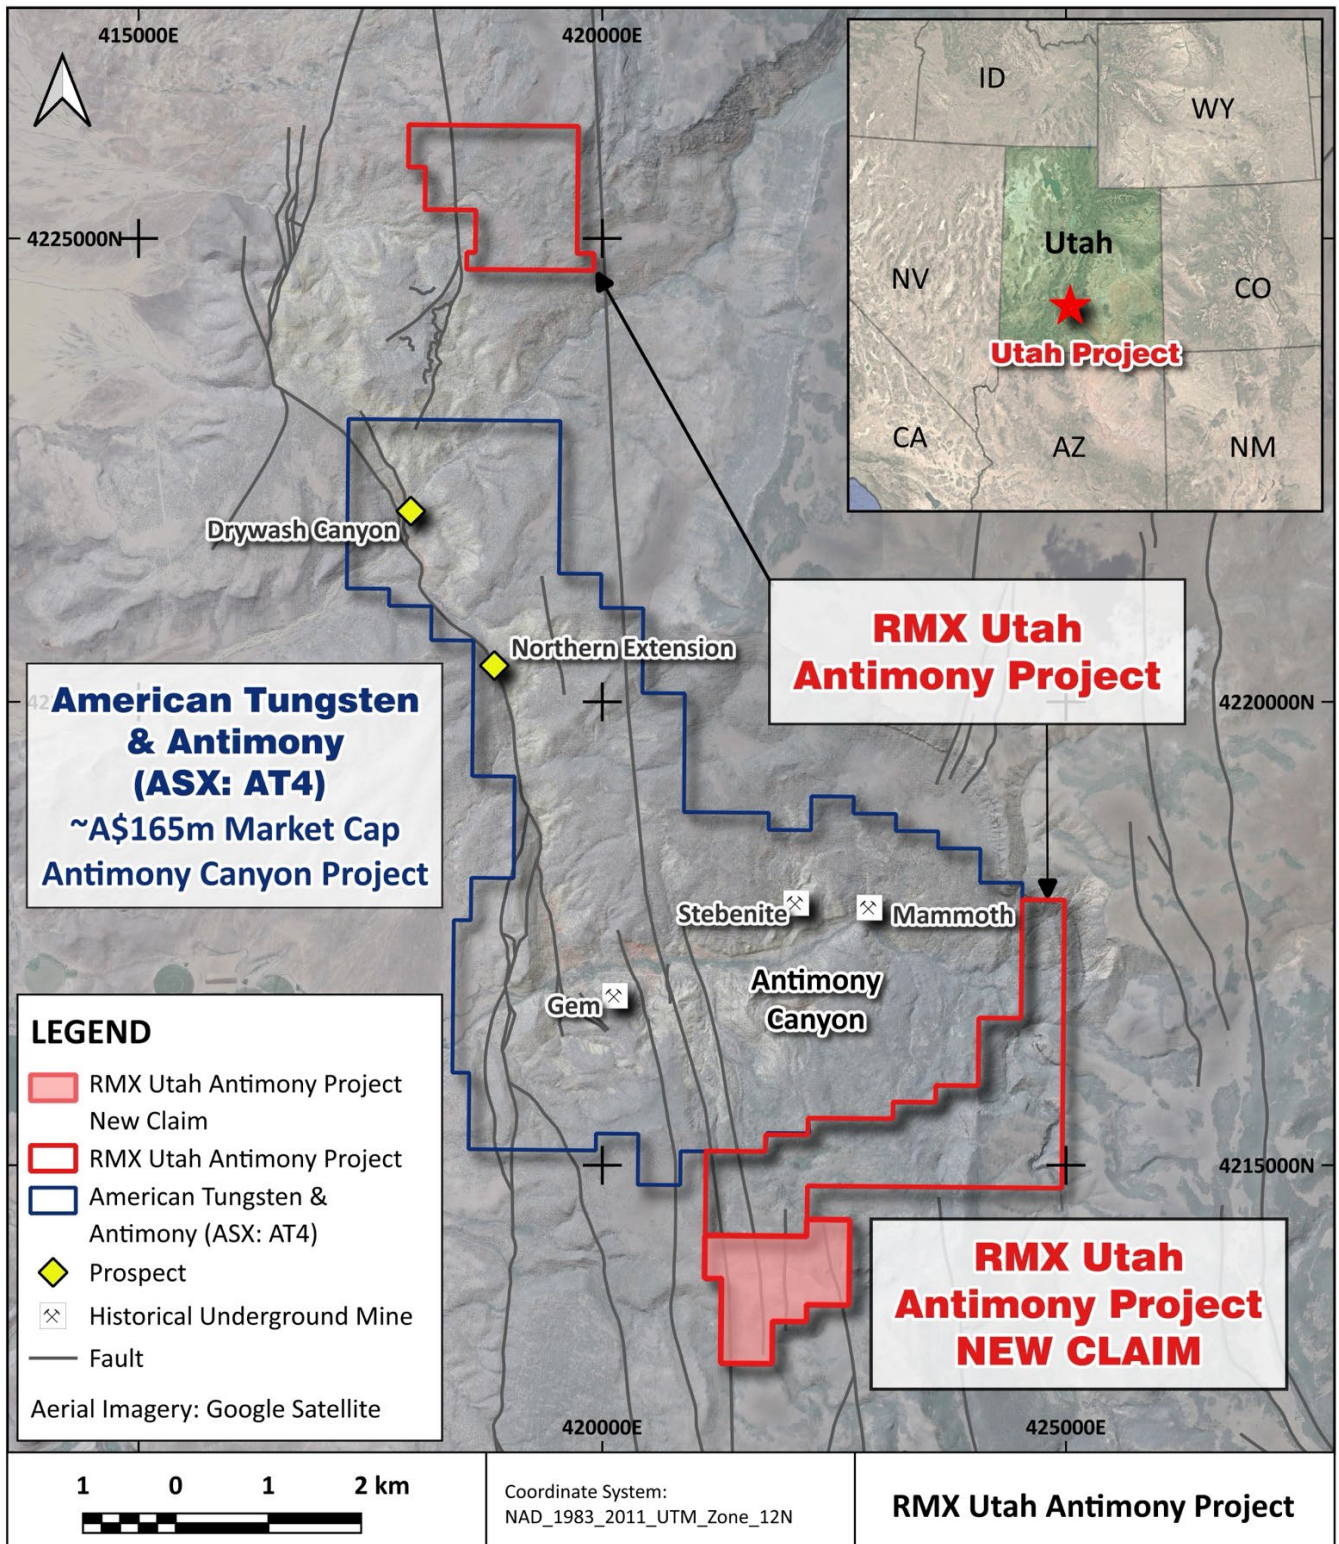 415000E
420000E
ID
WY
Utah
NV
CO
Utah Project
CA
AZ
NM
4225000N
Drywash Canyon
Northern Extension
RMX Utah
Antimony Project
American Tungsten
& Antimony
(ASX: AT4)
~A$165m Market Cap
Antimony Canyon Project
4220000N
Stebenite
Mammoth
Antimony
Canyon
Gem
LEGEND
RMX Utah Antimony Project
New Claim
RMX Utah Antimony Project
American Tungsten &
Antimony (ASX: AT4)
Prospect
Historical Underground Mine
Fault
Aerial Imagery: Google Satellite
4215000N
RMX Utah
Antimony Project
NEW CLAIM
420000E
425000E
1 0 1 2 km
Coordinate System:
NAD_1983_2011_UTM_Zone_12N
RMX Utah Antimony Project